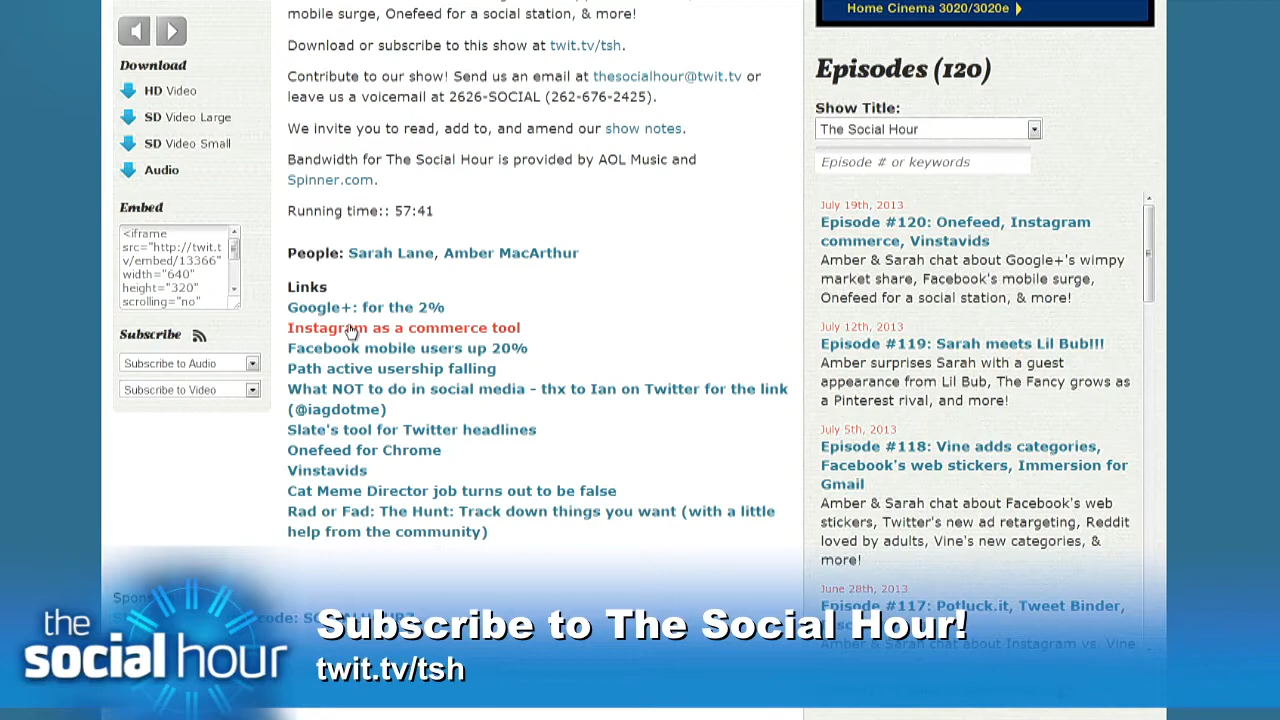 mobile surge, Onefeed for a social station, & more!
Download or subscribe to this show at twit.tv/tsh.
Contribute to our show! Send us an email at thesocialhour@twit.tv or
leave us a voicemail at 2626-SOCIAL (262-676-2425).
We invite you to read, add to, and amend our show notes.
Bandwidth for The Social Hour is provided by AOL Music and
Spinner.com.
Running time:: 57:41
People: Sarah Lane, Amber MacArthur
Links
Google+: for the 2%
Instagram as a commerce tool
Facebook mobile users up 20%
Path active usership falling
What NOT to do in social media - thx to Ian on Twitter for the link
(@iagdotme)
Slate's tool for Twitter headlines
Onefeed for Chrome
Vinstavids
Cat Meme Director job turns out to be false
Rad or Fad: The Hunt: Track down things you want (with a little
help from the community)
Download
HD Video
SD Video Large
SD Video Small
Audio
Embed
<iframe
src="http://twit.t
v/embed/13366"
width="640"
height="320"
scrolling="no"
Subscribe
Subscribe to Audio
Subscribe to Video
Home Cinema 3020/3020e
Episodes (120)
Show Title:
The Social Hour
Episode # or keywords
July 19th, 2013
Episode #120: Onefeed, Instagram
commerce, Vinstavids
Amber & Sarah chat about Google+'s wimpy
market share, Facebook's mobile surge,
Onefeed for a social station, & more!
July 12th, 2013
Episode #119: Sarah meets Lil Bub!!!
Amber surprises Sarah with a guest
appearance from Lil Bub, The Fancy grows as
a Pinterest rival, and more!
July 5th, 2013
Episode #118: Vine adds categories,
Facebook's web stickers, Immersion for
Gmail
Amber & Sarah chat about Facebook's web
stickers, Twitter's new ad retargeting, Reddit
loved by adults, Vine's new categories, &
more!
June 28th, 2013
Episode #117: Potluck.it, Tweet Binder,
Amber & Sarah chat about Instagram vs. Vine
the
social hour
Subscribe to The Social Hour!
twit.tv/tsh